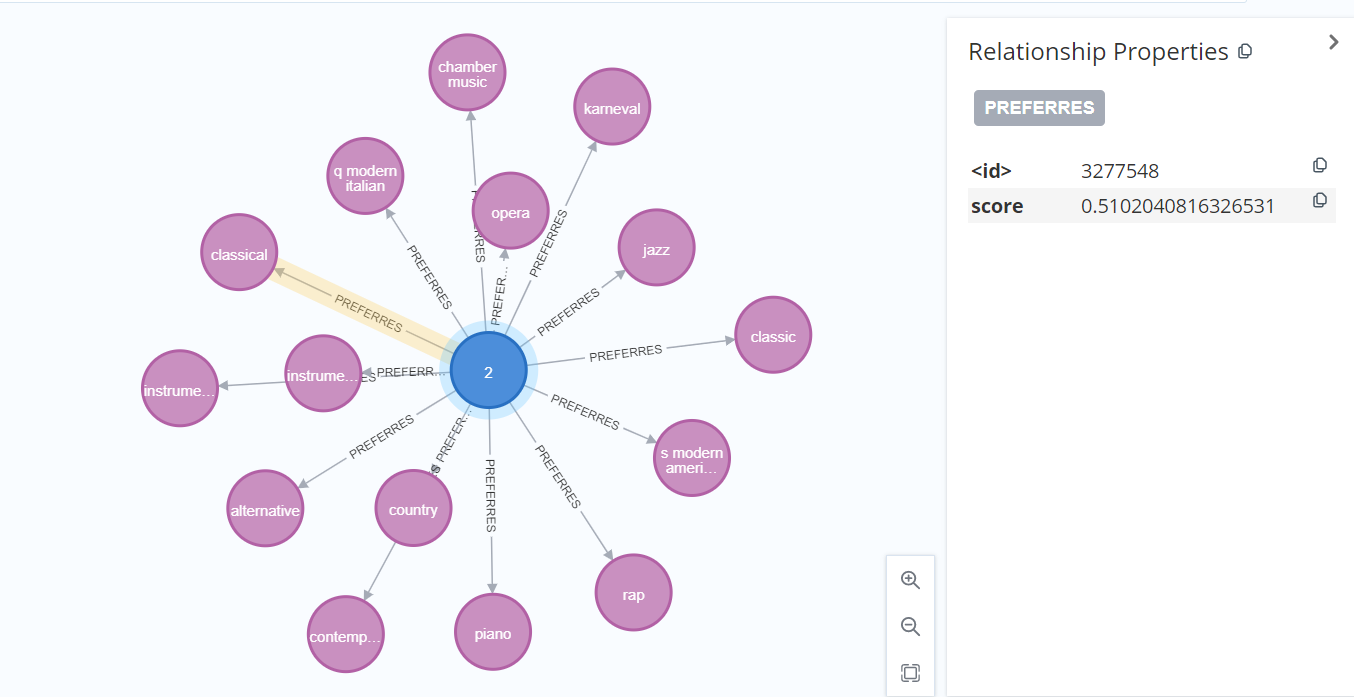 chamber
music
karneval
q modern
italian
opera
jazz
classical
classic
2
instrume...
instrume...
s modern
ameri...
alternative
country
rap
contemp...
piano
PREFERRES
PREFERRES
PREFERRES
PREFER...
PREFERRES
PREFERRES
PREFERRES
PREFERR...
PREFERRES
PREFERRES
PREFER...
PREFERRES
PREFERRES
Relationship Properties
PREFERRES
<id> 3277548
score 0.5102040816326531